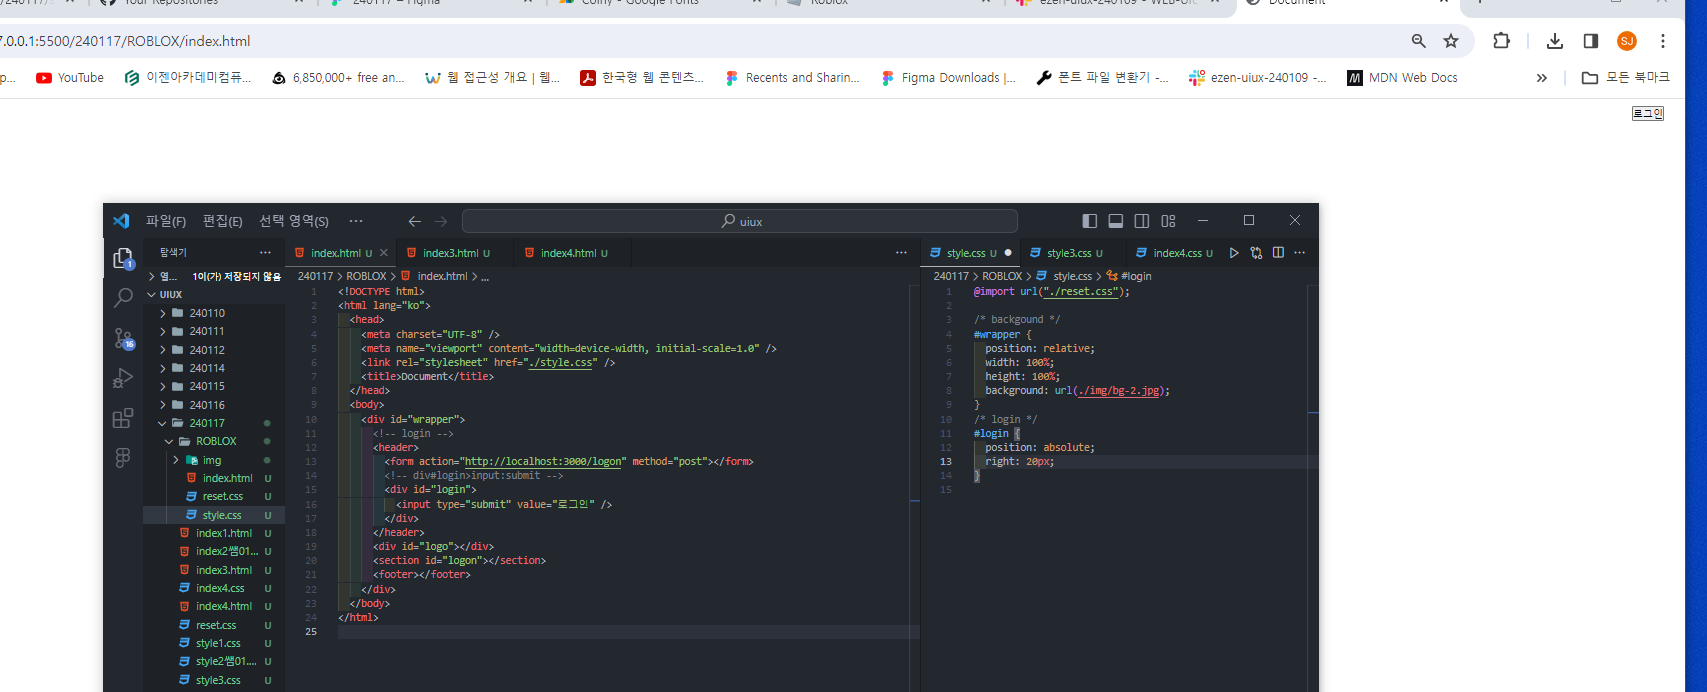 240117 – Figma
Coiny - Google Fonts
Roblox
ezen-uiux-240109 - WEB-UI
Document
7.0.0.1:5500/240117/ROBLOX/index.html
SJ
p...
YouTube
이젠아카데미컴퓨...
6,850,000+ free an...
웹 접근성 개요 | 웹...
한국형 웹 콘텐츠...
Recents and Sharin...
Figma Downloads |...
폰트 파일 변환기 -...
ezen-uiux-240109 -...
MDN Web Docs
»
모든 북마크
로그인
파일(F) 편집(E) 선택 영역(S) ···
uiux
탐색기 ···
index.html U
index3.html U
index4.html U
···
style.css U ●
style3.css U
index4.css U
···
열... 1이(가) 저장되지 않음
240117 > ROBLOX > index.html > ...
240117 > ROBLOX > style.css > #login
UIUX
240110
240111
240112
240114
240115
240116
240117
ROBLOX
img
index.html U
reset.css U
style.css U
index1.html U
index2쌤01... U
index3.html U
index4.css U
index4.html U
reset.css U
style1.css U
style2쌤01.... U
style3.css U
1
16
1 <!DOCTYPE html>
2 <html lang="ko">
3 <head>
4 <meta charset="UTF-8" />
5 <meta name="viewport" content="width=device-width, initial-scale=1.0" />
6 <link rel="stylesheet" href="./style.css" />
7 <title>Document</title>
8 </head>
9 <body>
10 <div id="wrapper">
11 <!-- login -->
12 <header>
13 <form action="http://localhost:3000/logon" method="post"></form>
14 <!-- div#login>input:submit -->
15 <div id="login">
16 <input type="submit" value="로그인" />
17 </div>
18 </header>
19 <div id="logo"></div>
20 <section id="logon"></section>
21 <footer></footer>
22 </div>
23 </body>
24 </html>
25
1 @import url("./reset.css");
2
3 /* backgound */
4 #wrapper {
5 position: relative;
6 width: 100%;
7 height: 100%;
8 background: url(./img/bg-2.jpg);
9 }
10 /* login */
11 #login {
12 position: absolute;
13 right: 20px;
14 }
15